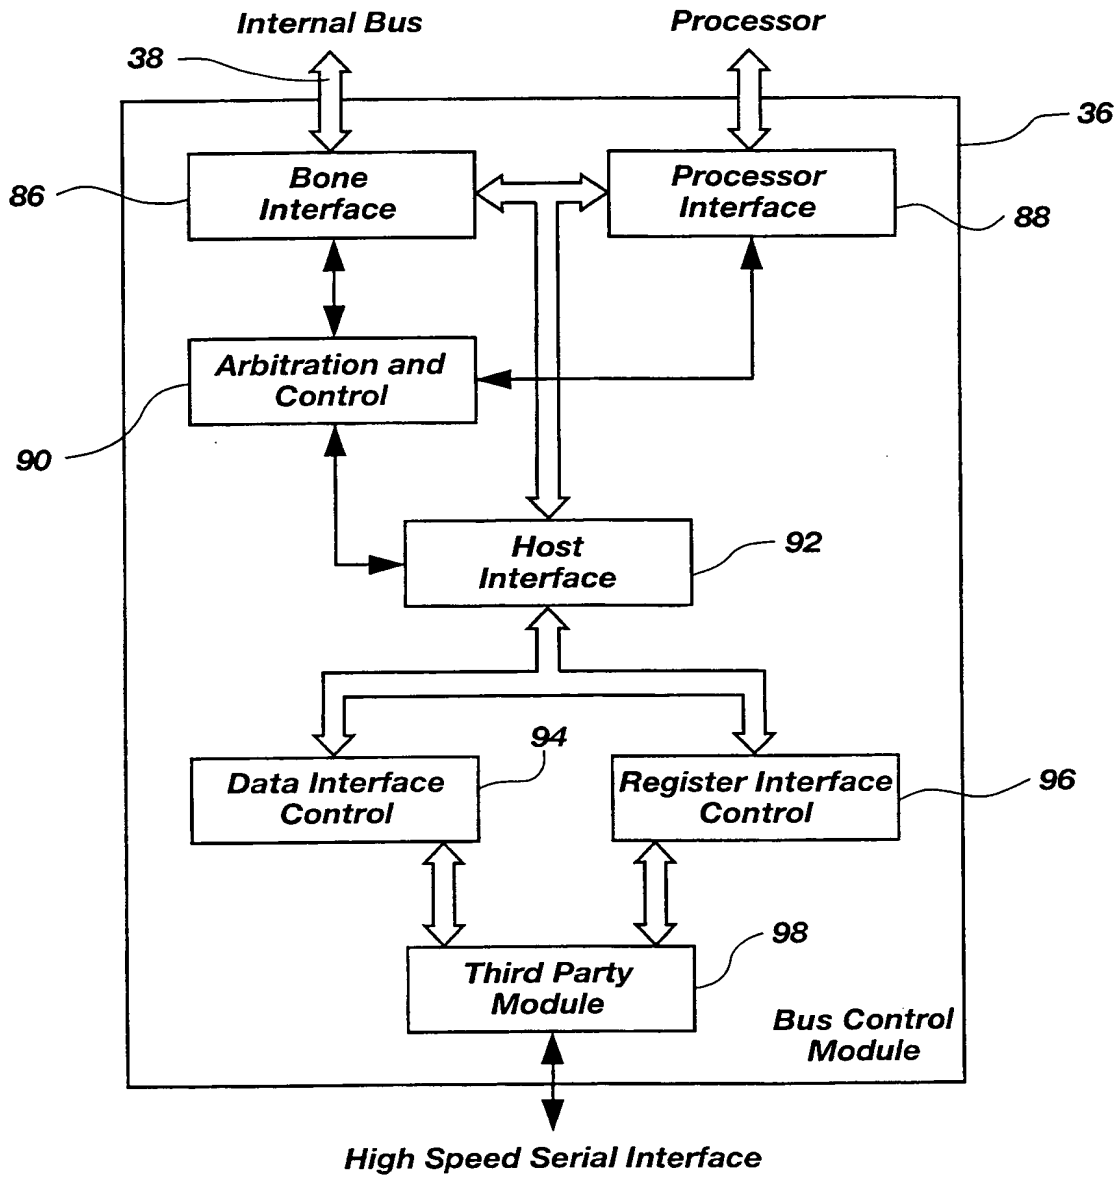 Internal Bus
Processor
38
36
Bone
Interface
Processor
Interface
86
88
Arbitration and
Control
90
Host
Interface
92
94
Data Interface
Control
Register Interface
Control
96
98
Third Party
Module
Bus Control
Module
High Speed Serial Interface